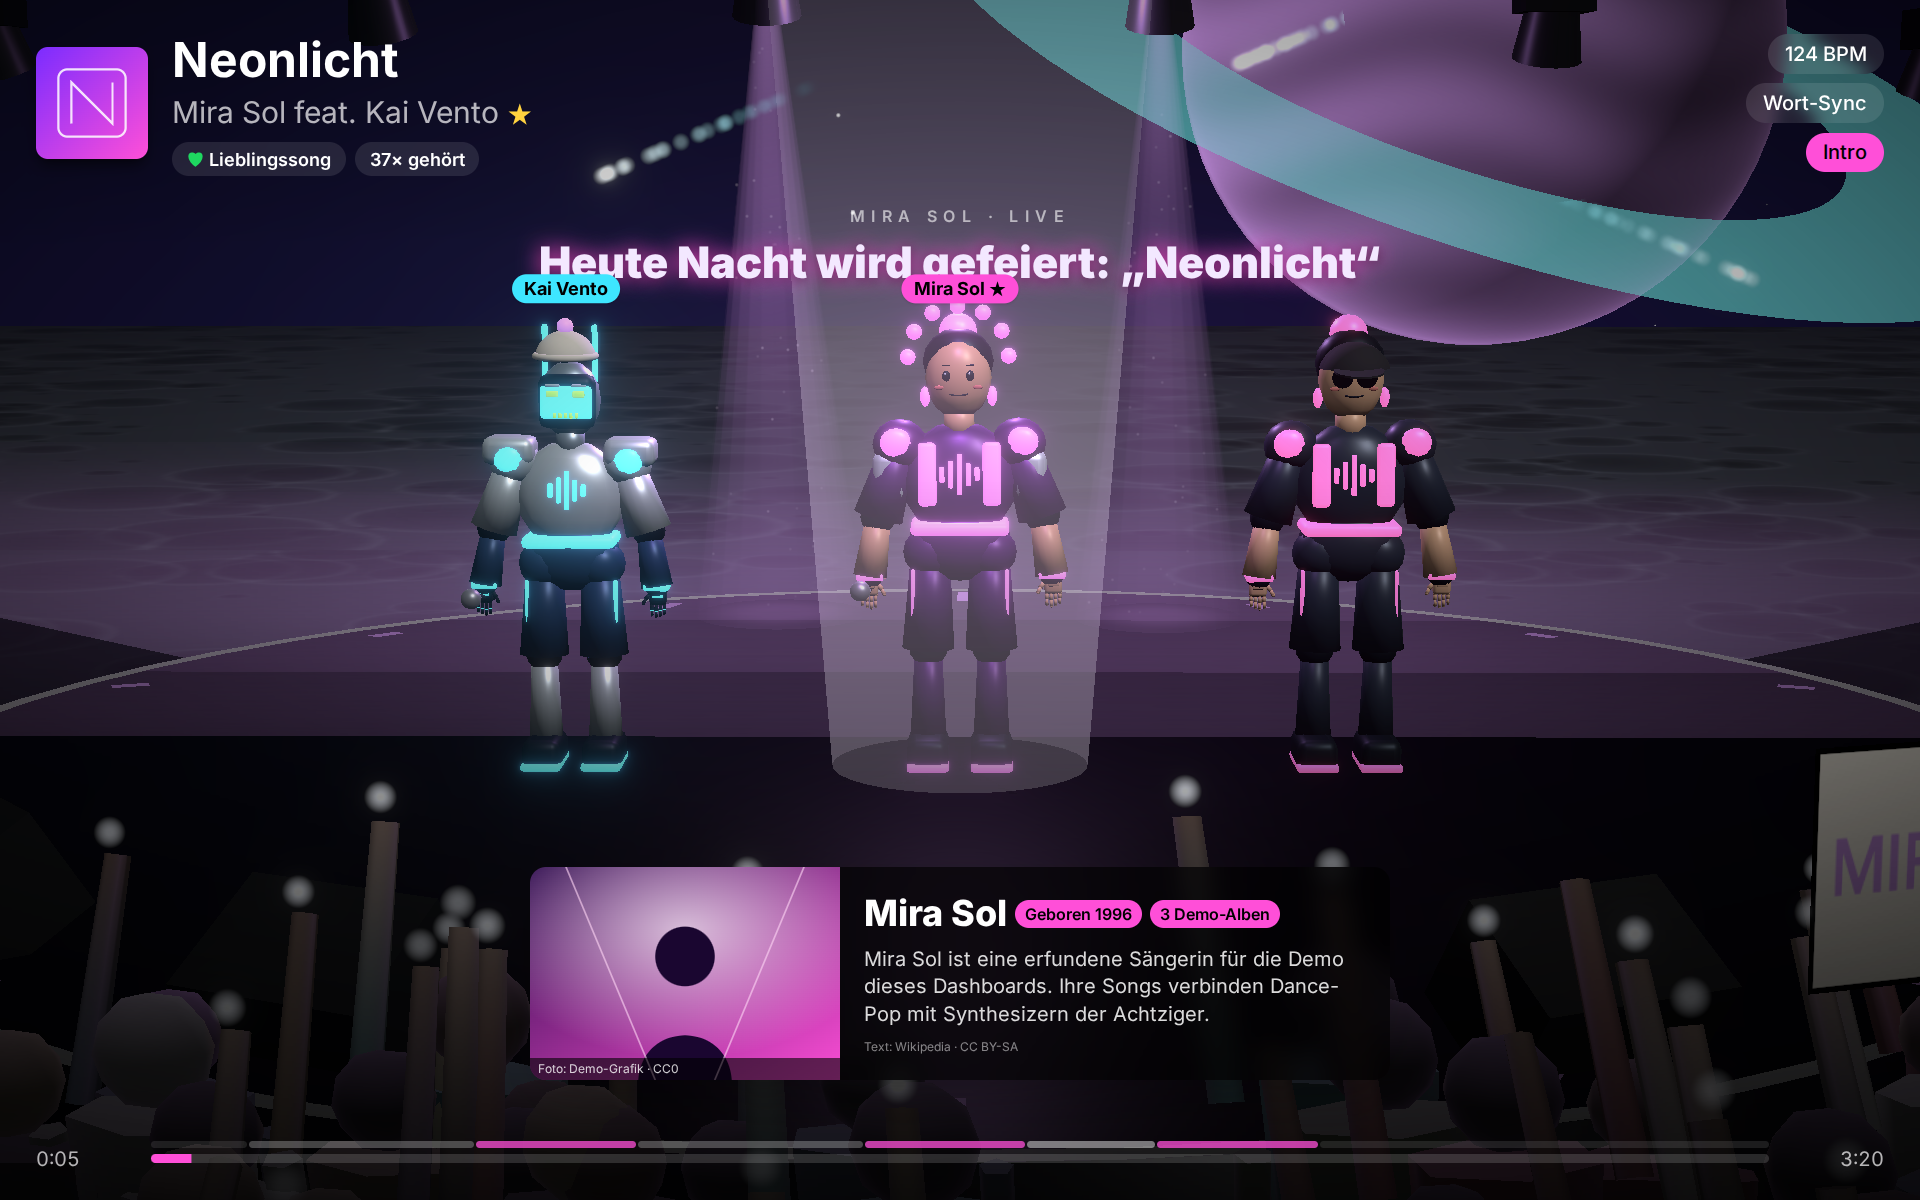 N
Neonlicht
Mira Sol feat. Kai Vento ★
Lieblingssong
37× gehört
124 BPM
Wort-Sync
Intro
MIRA SOL · LIVE
Heute Nacht wird gefeiert: „Neonlicht“
Kai Vento
Mira Sol ★
MIR
Mira Sol
Geboren 1996
3 Demo-Alben
Mira Sol ist eine erfundene Sängerin für die Demo
dieses Dashboards. Ihre Songs verbinden Dance-
Pop mit Synthesizern der Achtziger.
Text: Wikipedia · CC BY-SA
Foto: Demo-Grafik · CC0
0:05
3:20